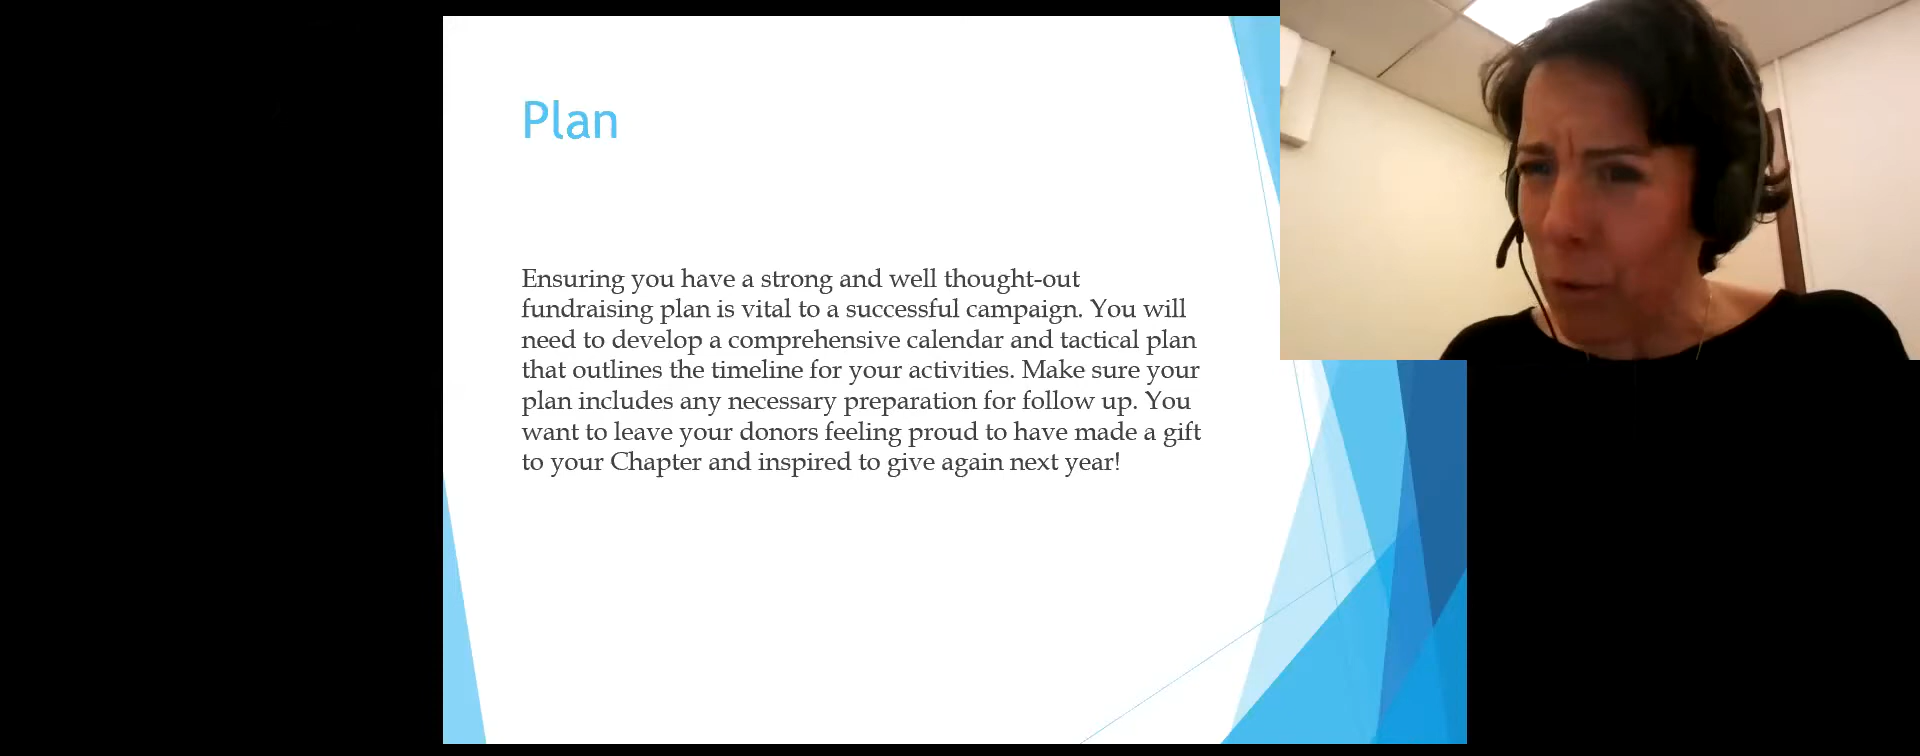 Plan
Ensuring you have a strong and well thought-out
fundraising plan is vital to a successful campaign. You will
need to develop a comprehensive calendar and tactical plan
that outlines the timeline for your activities. Make sure your
plan includes any necessary preparation for follow up. You
want to leave your donors feeling proud to have made a gift
to your Chapter and inspired to give again next year!